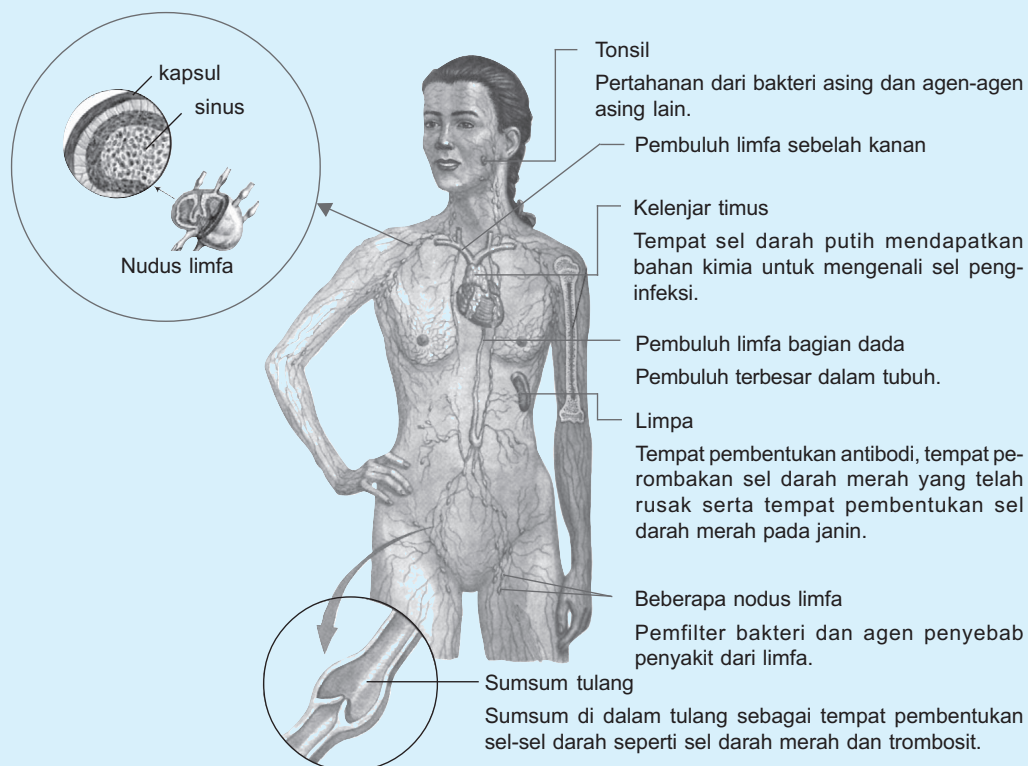 kapsul
sinus
Nudus limfa
Tonsil
Pertahanan dari bakteri asing dan agen-agen
asing lain.
Pembuluh limfa sebelah kanan
Kelenjar timus
Tempat sel darah putih mendapatkan
bahan kimia untuk mengenali sel peng-
infeksi.
Pembuluh limfa bagian dada
Pembuluh terbesar dalam tubuh.
Limpa
Tempat pembentukan antibodi, tempat pe-
rombakan sel darah merah yang telah
rusak serta tempat pembentukan sel
darah merah pada janin.
Beberapa nodus limfa
Pemfilter bakteri dan agen penyebab
penyakit dari limfa.
Sumsum tulang
Sumsum di dalam tulang sebagai tempat pembentukan
sel-sel darah seperti sel darah merah dan trombosit.